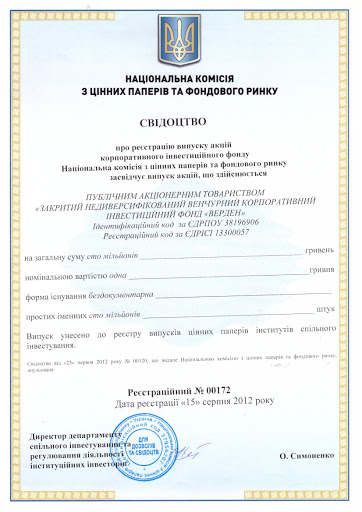 НАЦІОНАЛЬНА КОМІСІЯ
З ЦІННИХ ПАПЕРІВ ТА ФОНДОВОГО РИНКУ
СВІДОЦТВО
про реєстрацію випуску акцій
корпоративного інвестиційного фонду
Національна комісія з цінних паперів та фондового ринку
засвідчує випуск акцій, що здійснюється
ПУБЛІЧНИМ АКЦІОНЕРНИМ ТОВАРИСТВОМ
«ЗАКРИТИЙ НЕДИВЕРСИФІКОВАНИЙ ВЕНЧУРНИЙ КОРПОРАТИВНИЙ
ІНВЕСТИЦІЙНИЙ ФОНД «ВЕРДЕН»
Ідентифікаційний код за ЄДРПОУ 38196906
Реєстраційний код за ЄДРІСІ 13300057
на загальну суму сто мільйонів гривень
номінальною вартістю одна гривня
форма існування бездокументарна
простих іменних сто мільйонів штук
Випуск унесено до реєстру випусків цінних паперів інститутів спільного
інвестування.
Свідоцтво від «25» червня 2012 року № 00120, що видане Національною комісією з цінних паперів та фондового ринку,
анульовано.
Реєстраційний № 00172
Дата реєстрації «15» серпня 2012 року
Директор департаменту
спільного інвестування та
регулювання діяльності
інституційних інвесторів
О. Симоненко
ДЛЯ
ДОЗВОЛІВ
ТА СВІДОЦТВ